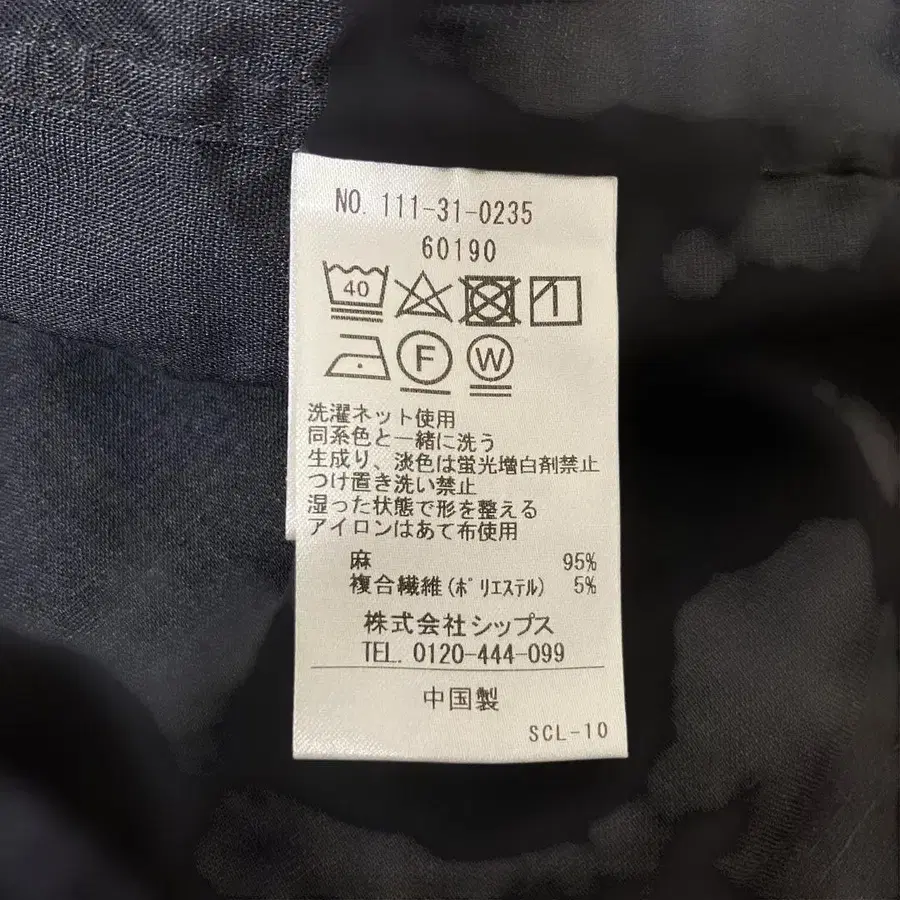 NO. 111-31-0235
60190
40
F W
洗濯ネット使用
同系色と一緒に洗う
生成り、淡色は蛍光増白剤禁止
つけ置き洗い禁止
湿った状態で形を整える
アイロンはあて布使用
麻 95%
複合繊維(ポリエステル) 5%
株式会社シップス
TEL. 0120-444-099
中国製
SCL-10